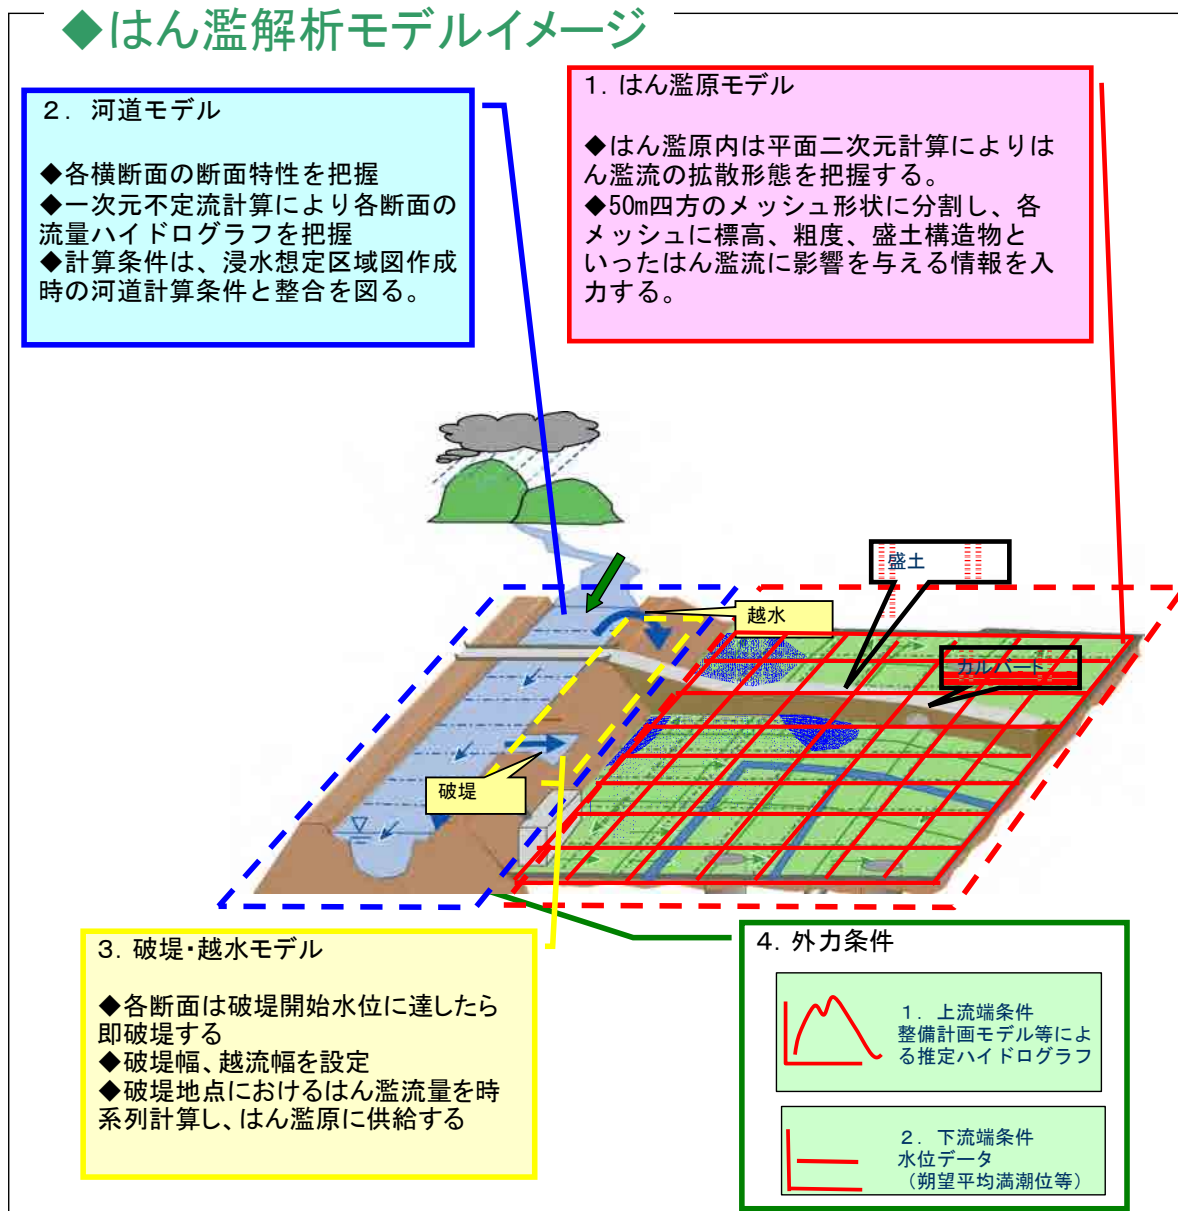 ◆はん濫解析モデルイメージ
2. 河道モデル
◆各横断面の断面特性を把握
◆一次元不定流計算により各断面の
流量ハイドログラフを把握
◆計算条件は、浸水想定区域図作成
時の河道計算条件と整合を図る。
1. はん濫原モデル
◆はん濫原内は平面二次元計算によりは
ん濫流の拡散形態を把握する。
◆50m四方のメッシュ形状に分割し、各
メッシュに標高、粗度、盛土構造物と
いったはん濫流に影響を与える情報を入
力する。
盛土
越水
カルバート
破堤
3. 破堤・越水モデル
◆各断面は破堤開始水位に達したら
即破堤する
◆破堤幅、越流幅を設定
◆破堤地点におけるはん濫流量を時
系列計算し、はん濫原に供給する
4. 外力条件
1. 上流端条件
整備計画モデル等によ
る推定ハイドログラフ
2. 下流端条件
水位データ
(朔望平均満潮位等)